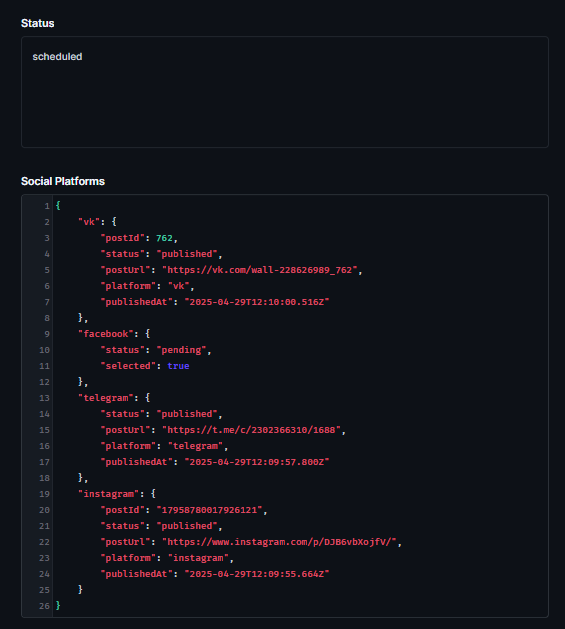 Status
scheduled
Social Platforms
1 {
2 "vk": {
3 "postId": 762,
4 "status": "published",
5 "postUrl": "https://vk.com/wall-228626989_762",
6 "platform": "vk",
7 "publishedAt": "2025-04-29T12:10:00.516Z"
8 },
9 "facebook": {
10 "status": "pending",
11 "selected": true
12 },
13 "telegram": {
14 "status": "published",
15 "postUrl": "https://t.me/c/2302366310/1688",
16 "platform": "telegram",
17 "publishedAt": "2025-04-29T12:09:57.800Z"
18 },
19 "instagram": {
20 "postId": "17958780017926121",
21 "status": "published",
22 "postUrl": "https://www.instagram.com/p/DJB6vbXojfV/",
23 "platform": "instagram",
24 "publishedAt": "2025-04-29T12:09:55.664Z"
25 }
26 }